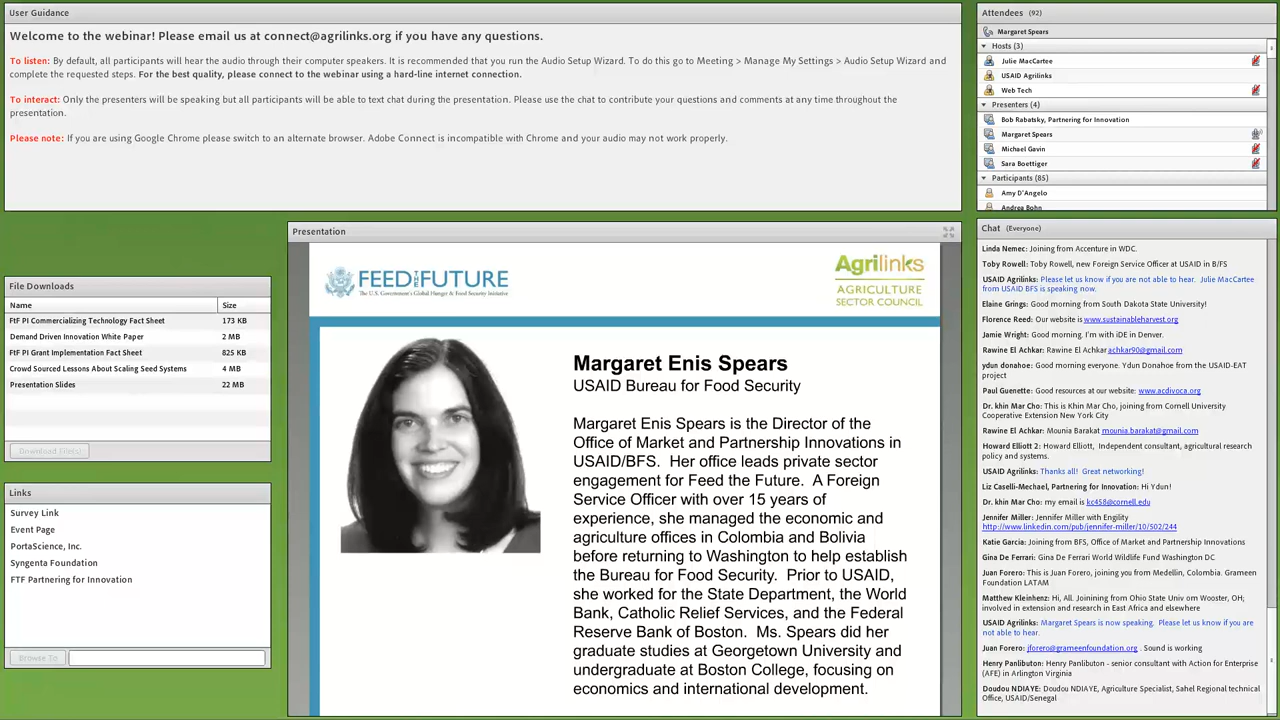 User Guidance
Welcome to the webinar! Please email us at connect@agrilinks.org if you have any questions.
To listen: By default, all participants will hear the audio through their computer speakers. It is recommended that you run the Audio Setup Wizard. To do this go to Meeting > Manage My Settings > Audio Setup Wizard and
complete the requested steps. For the best quality, please connect to the webinar using a hard-line internet connection.
To interact: Only the presenters will be speaking but all participants will be able to text chat during the presentation. Please use the chat to contribute your questions and comments at any time throughout the
presentation.
Please note: If you are using Google Chrome please switch to an alternate browser. Adobe Connect is incompatible with Chrome and your audio may not work properly.
File Downloads
Name Size
FtF PI Commercializing Technology Fact Sheet 173 KB
Demand Driven Innovation White Paper 2 MB
FtF PI Grant Implementation Fact Sheet 825 KB
Crowd Sourced Lessons About Scaling Seed Systems 4 MB
Presentation Slides 22 MB
Download File(s)
Links
Survey Link
Event Page
PortaScience, Inc.
Syngenta Foundation
FTF Partnering for Innovation
Browse To
Presentation
FEED THE FUTURE
The U.S. Government's Global Hunger & Food Security Initiative
Agrilinks
AGRICULTURE
SECTOR COUNCIL
Margaret Enis Spears
USAID Bureau for Food Security
Margaret Enis Spears is the Director of the
Office of Market and Partnership Innovations in
USAID/BFS. Her office leads private sector
engagement for Feed the Future. A Foreign
Service Officer with over 15 years of
experience, she managed the economic and
agriculture offices in Colombia and Bolivia
before returning to Washington to help establish
the Bureau for Food Security. Prior to USAID,
she worked for the State Department, the World
Bank, Catholic Relief Services, and the Federal
Reserve Bank of Boston. Ms. Spears did her
graduate studies at Georgetown University and
undergraduate at Boston College, focusing on
economics and international development.
Attendees (92)
Margaret Spears
Hosts (3)
Julie MacCartee
USAID Agrilinks
Web Tech
Presenters (4)
Bob Rabatsky, Partnering for Innovation
Margaret Spears
Michael Gavin
Sara Boettiger
Participants (85)
Amy D'Angelo
Andrea Bohn
Chat (Everyone)
Linda Nemec: Joining from Accenture in WDC.
Toby Rowell: Toby Rowell, new Foreign Service Officer at USAID in B/FS
USAID Agrilinks: Please let us know if you are not able to hear. Julie MacCartee
from USAID BFS is speaking now.
Elaine Grings: Good morning from South Dakota State University!
Florence Reed: Our website is www.sustainableharvest.org
Jamie Wright: Good morning. I'm with iDE in Denver.
Rawine El Achkar: Rawine El Achkar achkar90@gmail.com
ydun donahoe: Good morning everyone. Ydun Donahoe from the USAID-EAT
project
Paul Guenette: Good resources at our website: www.acdivoca.org
Dr. khin Mar Cho: This is Khin Mar Cho, joining from Cornell University
Cooperative Extension New York City
Rawine El Achkar: Mounia Barakat mounia.barakat@gmail.com
Howard Elliott 2: Howard Elliott, Independent consultant, agricultural research
policy and systems.
USAID Agrilinks: Thanks all! Great networking!
Liz Caselli-Mechael, Partnering for Innovation: Hi Ydun!
Dr. khin Mar Cho: my email is kc458@cornell.edu
Jennifer Miller: Jennifer Miller with Engility
http://www.linkedin.com/pub/jennifer-miller/10/502/244
Katie Garcia: Joining from BFS, Office of Market and Partnership Innovations
Gina De Ferrari: Gina De Ferrari World Wildlife Fund Washington DC
Juan Forero: This is Juan Forero, joining you from Medellin, Colombia. Grameen
Foundation LATAM
Matthew Kleinhenz: Hi, All. Joinining from Ohio State Univ om Wooster, OH;
involved in extension and research in East Africa and elsewhere
USAID Agrilinks: Margaret Spears is now speaking. Please let us know if you are
not able to hear.
Juan Forero: jforero@grameenfoundation.org . Sound is working
Henry Panlibuton: Henry Panlibuton - senior consultant with Action for Enterprise
(AFE) in Arlington Virginia
Doudou NDIAYE: Doudou NDIAYE, Agriculture Specialist, Sahel Regional technical
Office, USAID/Senegal